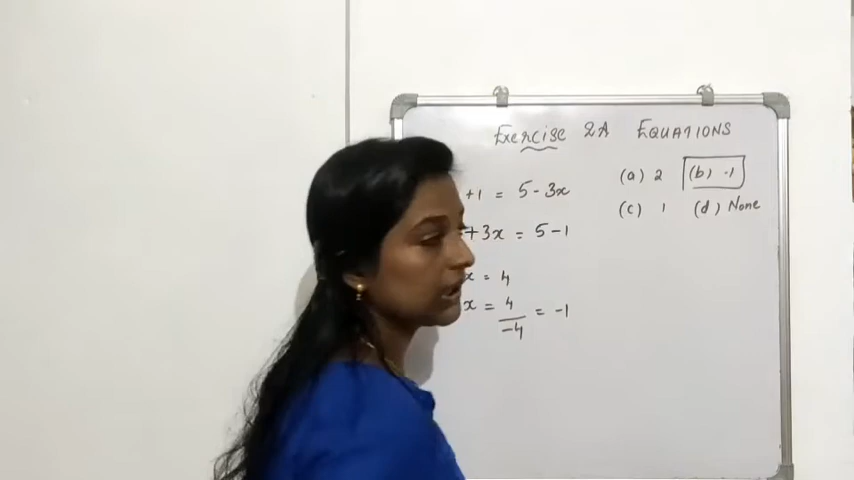 Exercise 2A EQUATIONS
+1 = 5-3x
(a) 2 (b) -1
(c) 1 (d) None
+3x = 5-1
x = 4
x = 4/-4 = -1